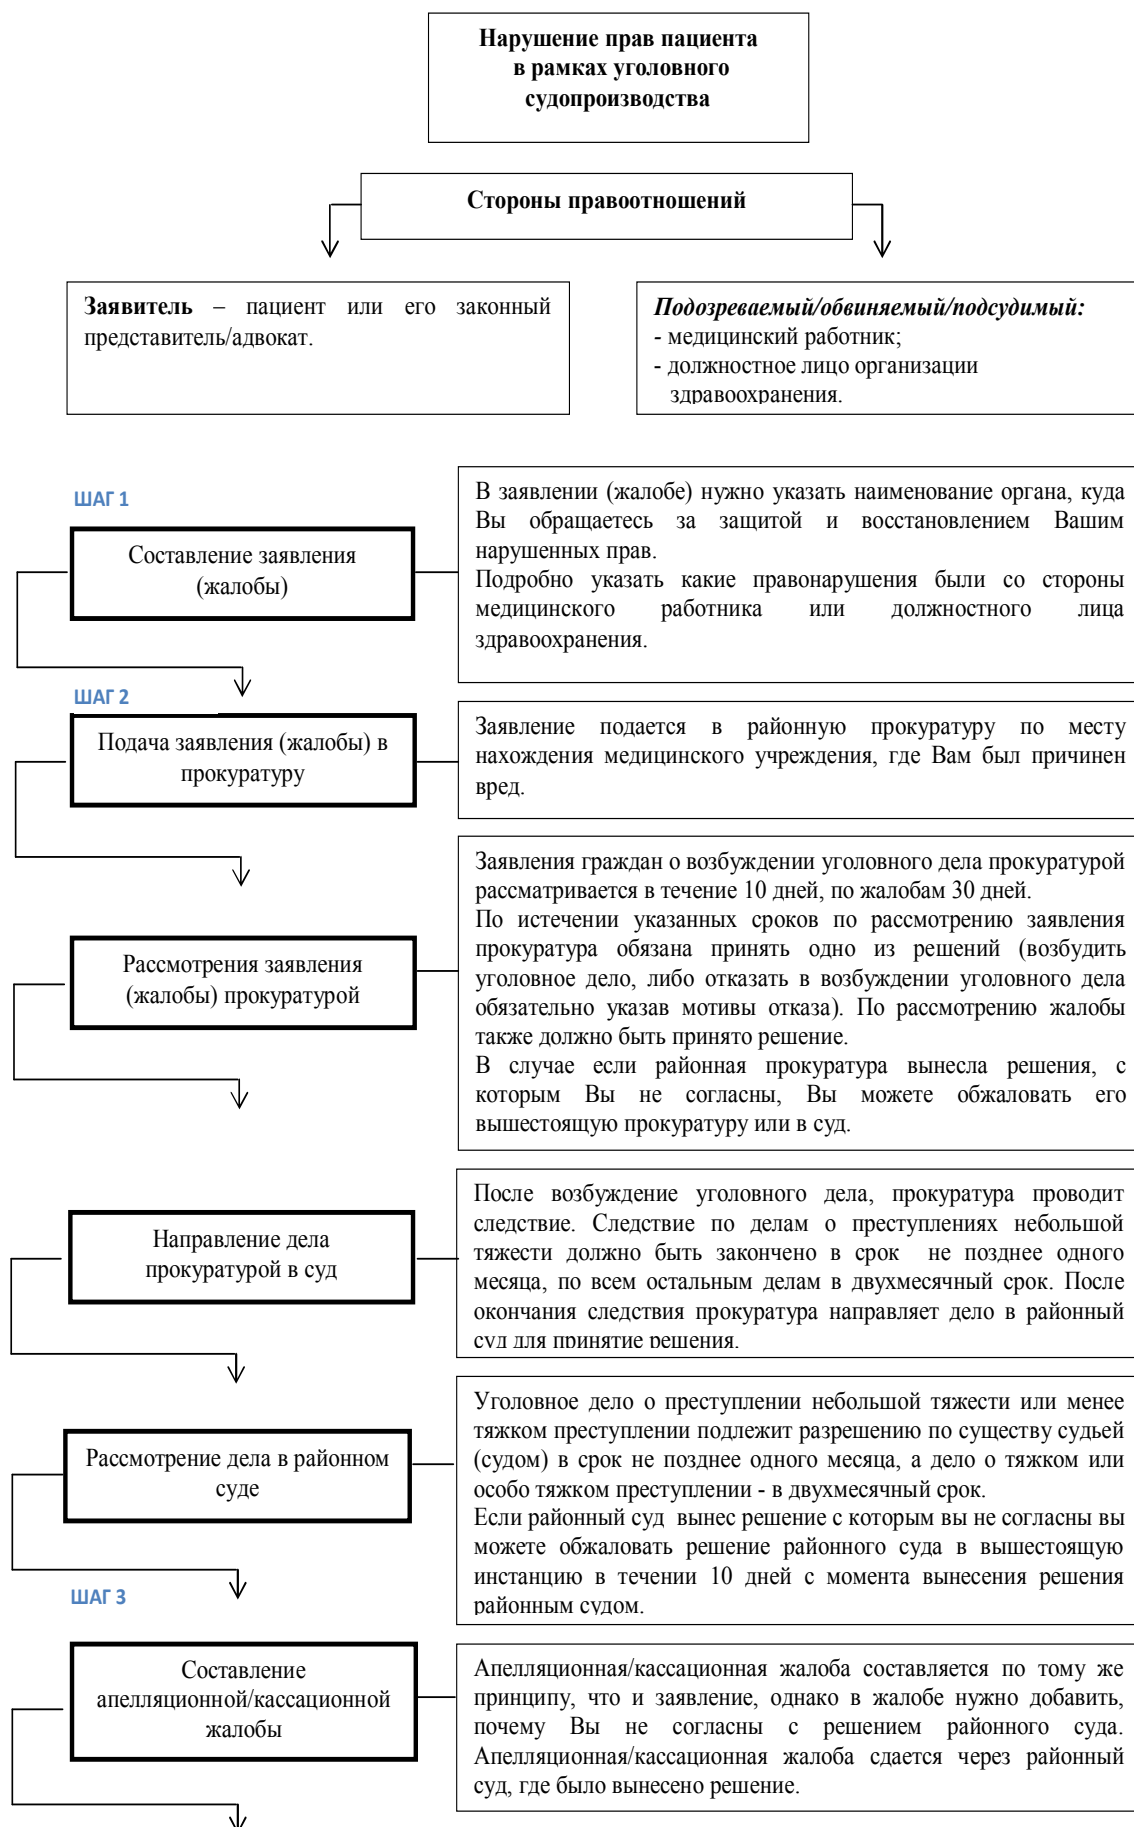 Нарушение прав пациента
в рамках уголовного
судопроизводства
Стороны правоотношений
Заявитель – пациент или его законный
представитель/адвокат.
Подозреваемый/обвиняемый/подсудимый:
- медицинский работник;
- должностное лицо организации
здравоохранения.
ШАГ 1
Составление заявления
(жалобы)
В заявлении (жалобе) нужно указать наименование органа, куда
Вы обращаетесь за защитой и восстановлением Вашим
нарушенных прав.
Подробно указать какие правонарушения были со стороны
медицинского работника или должностного лица
здравоохранения.
ШАГ 2
Подача заявления (жалобы) в
прокуратуру
Заявление подается в районную прокуратуру по месту
нахождения медицинского учреждения, где Вам был причинен
вред.
Рассмотрения заявления
(жалобы) прокуратурой
Заявления граждан о возбуждении уголовного дела прокуратурой
рассматривается в течение 10 дней, по жалобам 30 дней.
По истечении указанных сроков по рассмотрению заявления
прокуратура обязана принять одно из решений (возбудить
уголовное дело, либо отказать в возбуждении уголовного дела
обязательно указав мотивы отказа). По рассмотрению жалобы
также должно быть принято решение.
В случае если районная прокуратура вынесла решения, с
которым Вы не согласны, Вы можете обжаловать его
вышестоящую прокуратуру или в суд.
Направление дела
прокуратурой в суд
После возбуждение уголовного дела, прокуратура проводит
следствие. Следствие по делам о преступлениях небольшой
тяжести должно быть закончено в срок не позднее одного
месяца, по всем остальным делам в двухмесячный срок. После
окончания следствия прокуратура направляет дело в районный
суд для принятие решения.
Рассмотрение дела в районном
суде
Уголовное дело о преступлении небольшой тяжести или менее
тяжком преступлении подлежит разрешению по существу судьей
(судом) в срок не позднее одного месяца, а дело о тяжком или
особо тяжком преступлении - в двухмесячный срок.
Если районный суд вынес решение с которым вы не согласны вы
можете обжаловать решение районного суда в вышестоящую
инстанцию в течении 10 дней с момента вынесения решения
районным судом.
ШАГ 3
Составление
апелляционной/кассационной
жалобы
Апелляционная/кассационная жалоба составляется по тому же
принципу, что и заявление, однако в жалобе нужно добавить,
почему Вы не согласны с решением районного суда.
Апелляционная/кассационная жалоба сдается через районный
суд, где было вынесено решение.